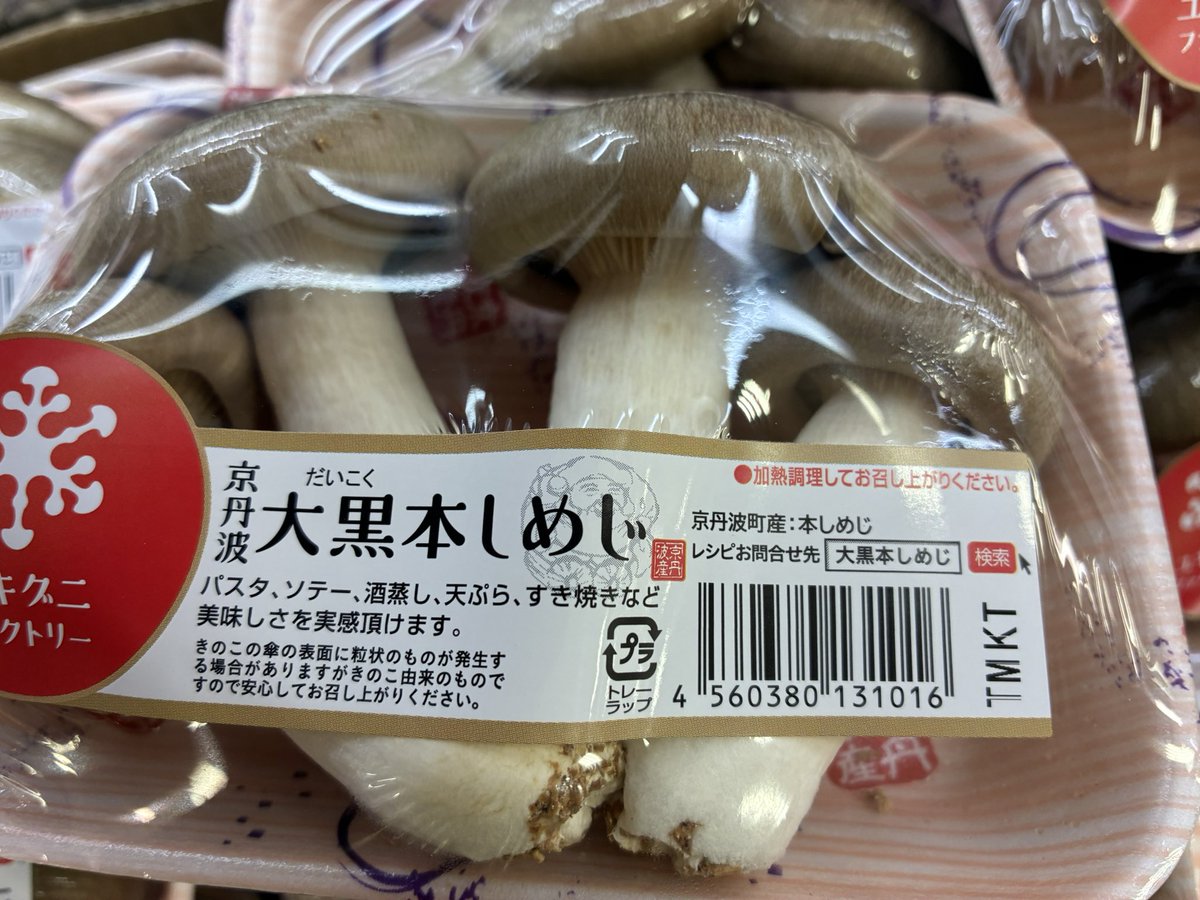 キグニ
クトリー
京丹波
だいこく
大黒本しめじ
京丹波産
パスタ、ソテー、酒蒸し、天ぷら、すき焼きなど
美味しさを実感頂けます。
きのこの傘の表面に粒状のものが発生す
る場合がありますがきのこ由来のもので
すので安心してお召し上がりください。
プラ
トレー
ラップ
●加熱調理してお召し上がりください。
京丹波町産:本しめじ
レシピお問合せ先 大黒本しめじ 検索
4 560380 131016
TMKT